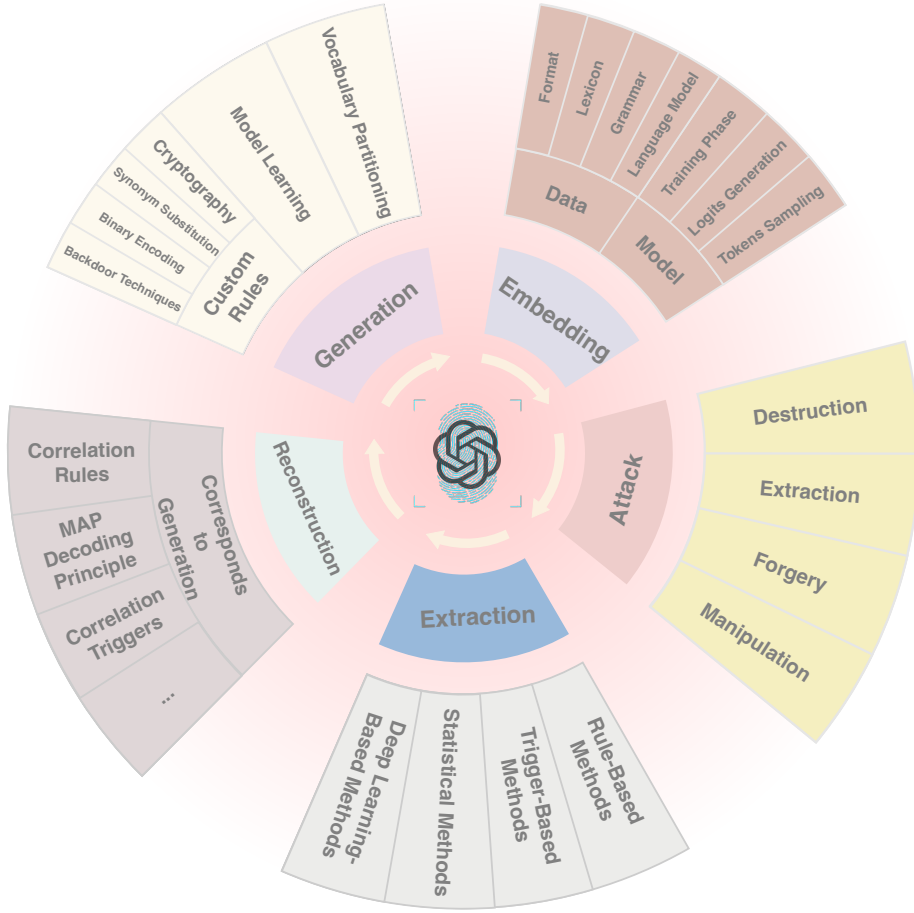 Generation
Vocabulary Partitioning
Model Learning
Custom
Rules
Cryptography
Synonym Substitution
Binary Encoding
Backdoor Techniques
Embedding
Data
Format
Lexicon
Grammar
Language Model
Model
Training Phase
Logits Generation
Tokens Sampling
Attack
Destruction
Extraction
Forgery
Manipulation
Extraction
Rule-Based
Methods
Trigger-Based
Methods
Statistical Methods
Deep Learning-
Based Methods
Reconstruction
Corresponds
to
Generation
Correlation
Rules
MAP
Decoding
Principle
Correlation
Triggers
...